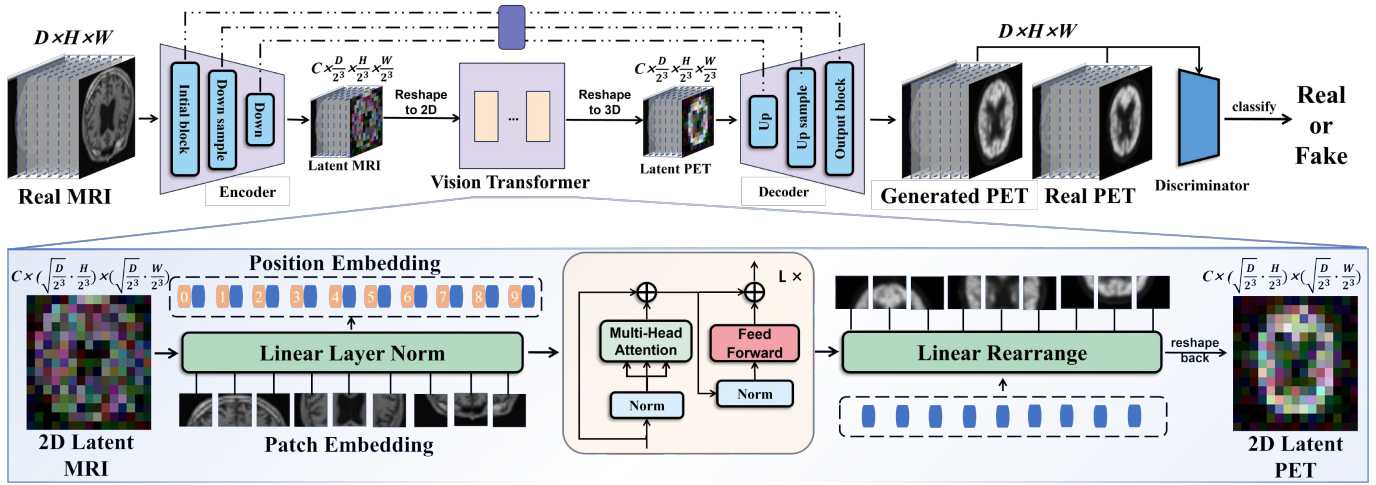 D×H×W
Real MRI
Intial block
Down sample
Down
Encoder
C×D/2³×H/2³×W/2³
Latent MRI
Reshape
to 2D
...
Vision Transformer
Reshape
to 3D
C×D/2³×H/2³×W/2³
Latent PET
Up
Up sample
Output block
Decoder
D×H×W
Generated PET
Real PET
Discriminator
classify
Real
or
Fake
C×(√D/2³·H/2³)×(√D/2³·W/2³)
2D Latent
MRI
Position Embedding
0 1 2 3 4 5 6 7 8 9
Linear Layer Norm
Patch Embedding
L ×
Multi-Head
Attention
Norm
Feed
Forward
Norm
Linear Rearrange
reshape
back
C×(√D/2³·H/2³)×(√D/2³·W/2³)
2D Latent
PET